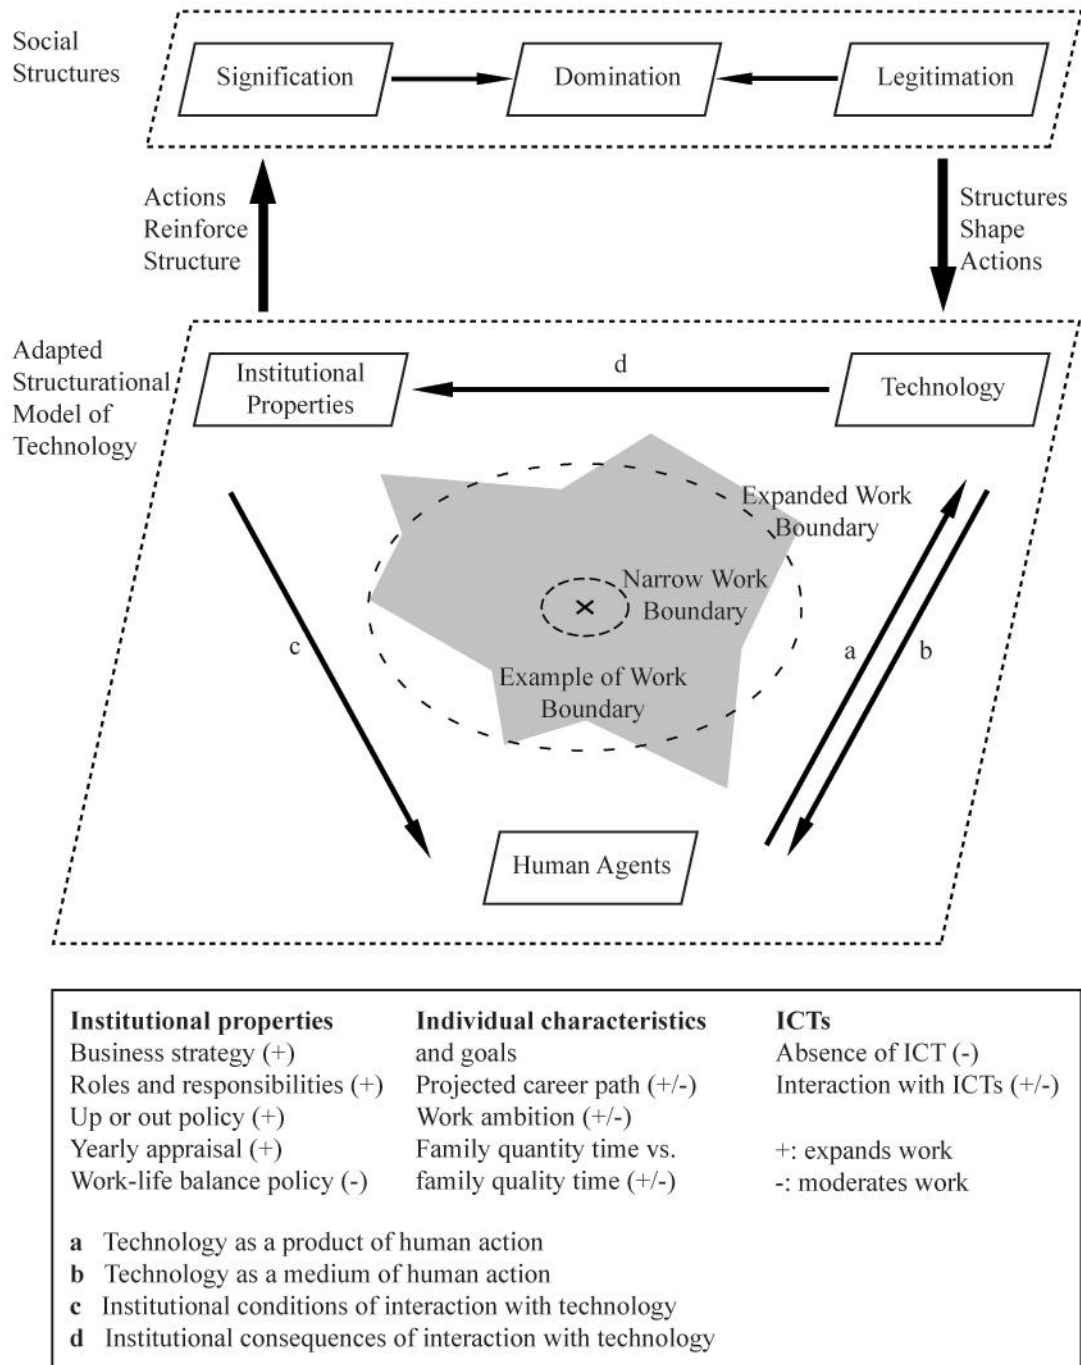 Social
Structures
Signification
Domination
Legitimation
Actions
Reinforce
Structure
Structures
Shape
Actions
Adapted
Structurational
Model of
Technology
Institutional
Properties
d
Technology
Expanded Work
Boundary
Narrow Work
Boundary
Example of Work
Boundary
c
a
b
Human Agents
Institutional properties
Business strategy (+)
Roles and responsibilities (+)
Up or out policy (+)
Yearly appraisal (+)
Work-life balance policy (-)
Individual characteristics
and goals
Projected career path (+/-)
Work ambition (+/-)
Family quantity time vs.
family quality time (+/-)
ICTs
Absence of ICT (-)
Interaction with ICTs (+/-)
+: expands work
-: moderates work
a Technology as a product of human action
b Technology as a medium of human action
c Institutional conditions of interaction with technology
d Institutional consequences of interaction with technology